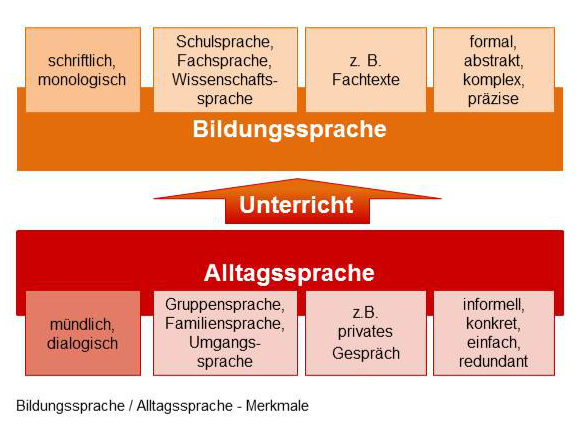 schriftlich,
monologisch
Schulsprache,
Fachsprache,
Wissenschafts-
sprache
z. B.
Fachtexte
formal,
abstrakt,
komplex,
präzise
Bildungssprache
Unterricht
Alltagssprache
mündlich,
dialogisch
Gruppensprache,
Familiensprache,
Umgangs-
sprache
z.B.
privates
Gespräch
informell,
konkret,
einfach,
redundant
Bildungssprache / Alltagssprache - Merkmale